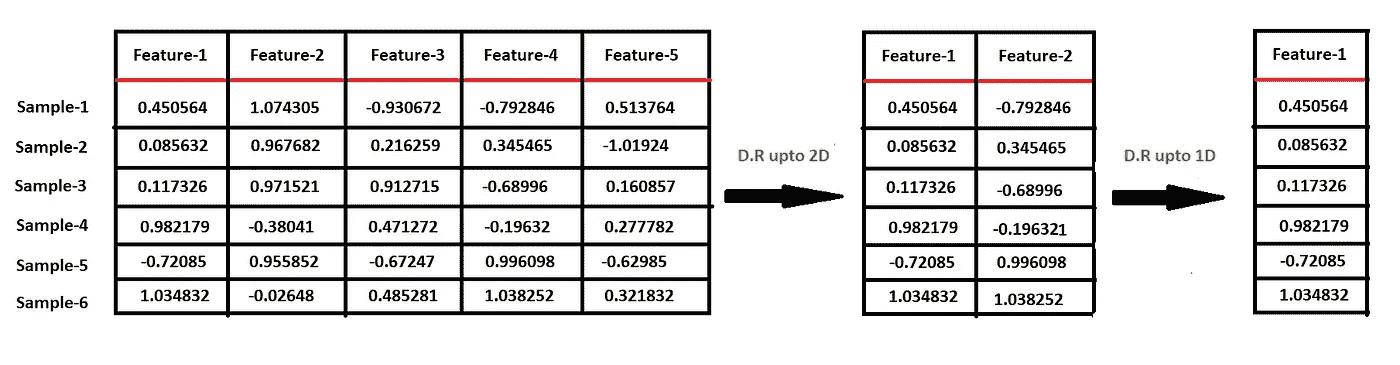 Feature-1 Feature-2 Feature-3 Feature-4 Feature-5
Sample-1 0.450564 1.074305 -0.930672 -0.792846 0.513764
Sample-2 0.085632 0.967682 0.216259 0.345465 -1.01924
Sample-3 0.117326 0.971521 0.912715 -0.68996 0.160857
Sample-4 0.982179 -0.38041 0.471272 -0.19632 0.277782
Sample-5 -0.72085 0.955852 -0.67247 0.996098 -0.62985
Sample-6 1.034832 -0.02648 0.485281 1.038252 0.321832
D.R upto 2D
Feature-1 Feature-2
0.450564 -0.792846
0.085632 0.345465
0.117326 -0.68996
0.982179 -0.196321
-0.72085 0.996098
1.034832 1.038252
D.R upto 1D
Feature-1
0.450564
0.085632
0.117326
0.982179
-0.72085
1.034832